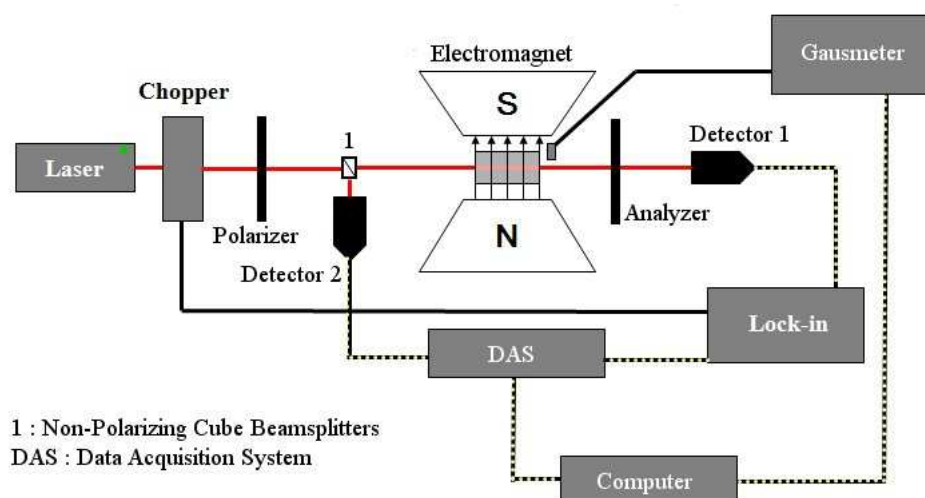 Electromagnet
Gausmeter
Chopper
S
Detector 1
1
Laser
Polarizer
Analyzer
N
Detector 2
Lock-in
DAS
1 : Non-Polarizing Cube Beamsplitters
DAS : Data Acquisition System
Computer